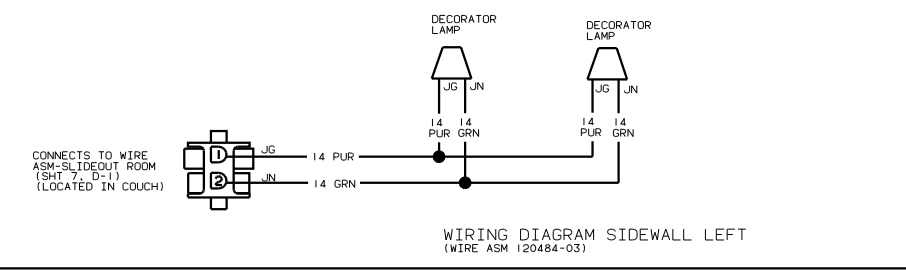 DECORATOR
LAMP
DECORATOR
LAMP
JG JN
JG JN
14
PUR
14
GRN
14
PUR
14
GRN
CONNECTS TO WIRE
ASM-SLIDEOUT ROOM
(SHT 7, D-1)
(LOCATED IN COUCH)
1
JG
14 PUR
2
JN
14 GRN
WIRING DIAGRAM SIDEWALL LEFT
(WIRE ASM 120484-03)